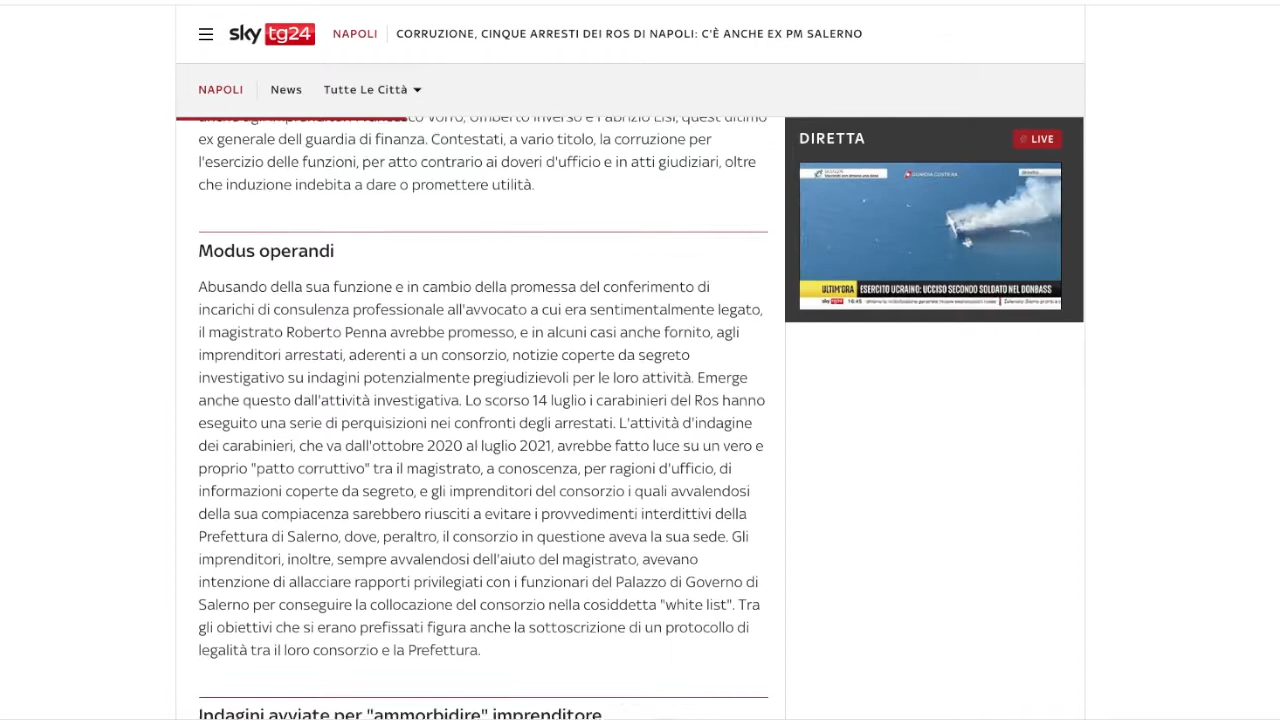 sky tg24 NAPOLI CORRUZIONE, CINQUE ARRESTI DEI ROS DI NAPOLI: C'È ANCHE EX PM SALERNO
NAPOLI News Tutte Le Città
Vorro, Umberto Inverso e Fabrizio Lisi, quest'ultimo
ex generale dell guardia di finanza. Contestati, a vario titolo, la corruzione per
l'esercizio delle funzioni, per atto contrario ai doveri d'ufficio e in atti giudiziari, oltre
che induzione indebita a dare o promettere utilità.
Modus operandi
Abusando della sua funzione e in cambio della promessa del conferimento di
incarichi di consulenza professionale all'avvocato a cui era sentimentalmente legato,
il magistrato Roberto Penna avrebbe promesso, e in alcuni casi anche fornito, agli
imprenditori arrestati, aderenti a un consorzio, notizie coperte da segreto
investigativo su indagini potenzialmente pregiudizievoli per le loro attività. Emerge
anche questo dall'attività investigativa. Lo scorso 14 luglio i carabinieri del Ros hanno
eseguito una serie di perquisizioni nei confronti degli arrestati. L'attività d'indagine
dei carabinieri, che va dall'ottobre 2020 al luglio 2021, avrebbe fatto luce su un vero e
proprio "patto corruttivo" tra il magistrato, a conoscenza, per ragioni d'ufficio, di
informazioni coperte da segreto, e gli imprenditori del consorzio i quali avvalendosi
della sua compiacenza sarebbero riusciti a evitare i provvedimenti interdittivi della
Prefettura di Salerno, dove, peraltro, il consorzio in questione aveva la sua sede. Gli
imprenditori, inoltre, sempre avvalendosi dell'aiuto del magistrato, avevano
intenzione di allacciare rapporti privilegiati con i funzionari del Palazzo di Governo di
Salerno per conseguire la collocazione del consorzio nella cosiddetta "white list". Tra
gli obiettivi che si erano prefissati figura anche la sottoscrizione di un protocollo di
legalità tra il loro consorzio e la Prefettura.
Indagini avviate per "ammorbidire" imprenditore
DIRETTA LIVE
GUARDIA COSTIERA
ULTIM'ORA ESERCITO UCRAINO: UCCISO SECONDO SOLDATO NEL DONBASS
sky tg24 16:45